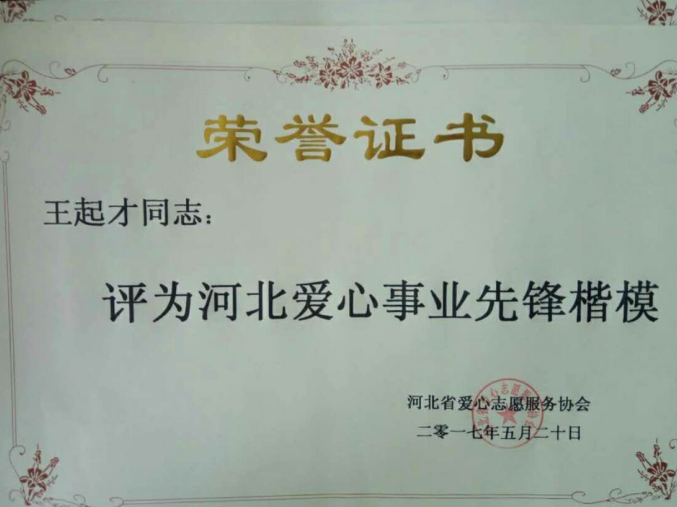 荣誉证书
王起才同志：
评为河北爱心事业先锋楷模
河北省爱心志愿服务协会
二零一七年五月二十日